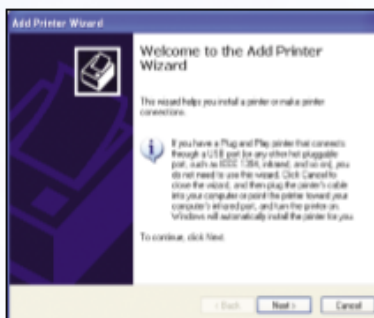 Add Printer Wizard
Welcome to the Add Printer
Wizard
This wizard helps you install a printer or make printer
connections.
If you have a Plug and Play printer that connects
through a USB port (or any other hot pluggable
port, such as IEEE 1394, infrared, and so on), you
do not need to use this wizard. Click Cancel to
close the wizard, and then plug the printer's cable
into your computer or point the printer toward your
computer's infrared port, and turn the printer on.
Windows will automatically install the printer for you.
To continue, click Next.
< Back
Next >
Cancel